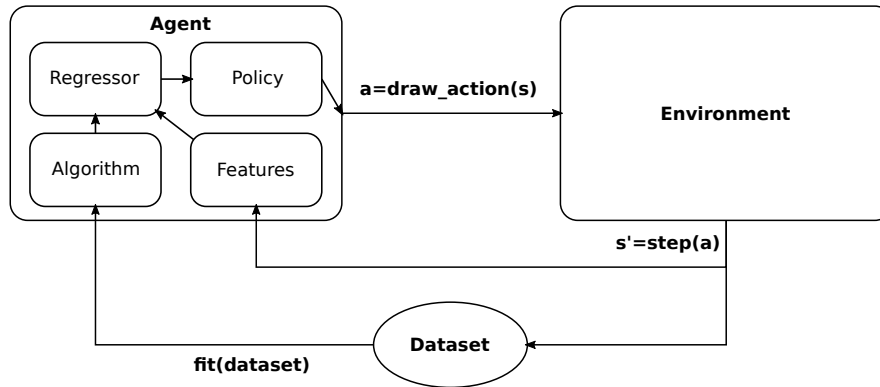 Agent
Regressor
Policy
Algorithm
Features
a=draw_action(s)
Environment
s'=step(a)
Dataset
fit(dataset)